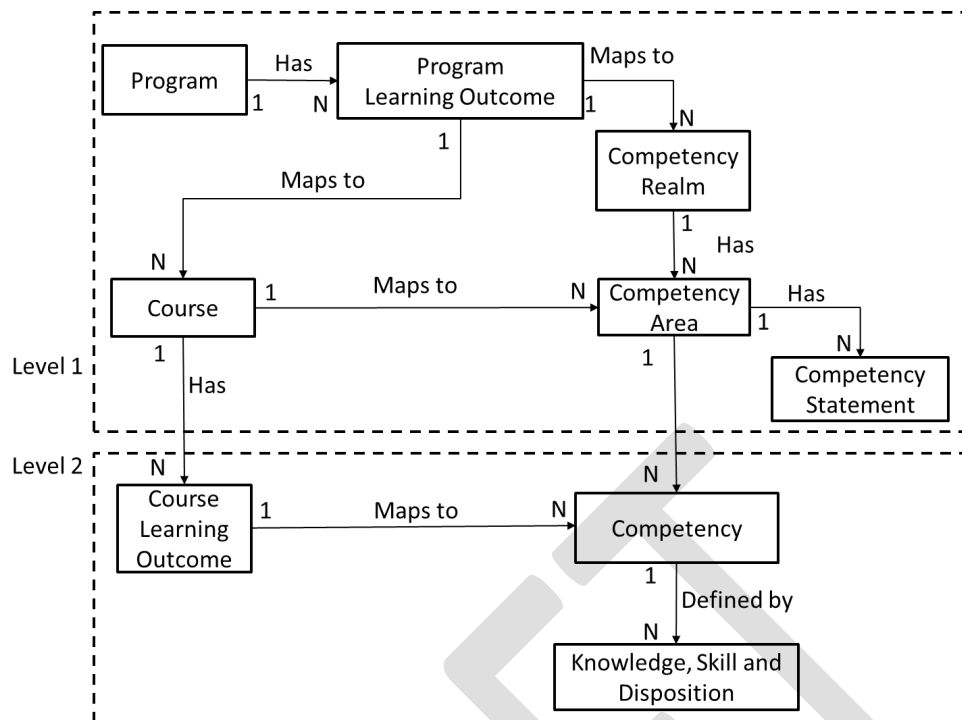 Program
Has
1
N
Program
Learning Outcome
Maps to
1
N
1
Maps to
N
Competency
Realm
1
Has
N
Course
1
Maps to
N
Competency
Area
Has
1
N
Competency
Statement
1
Has
1
Level 1
Level 2
N
N
Course
Learning
Outcome
1
Maps to
N
Competency
1
Defined by
N
Knowledge, Skill and
Disposition